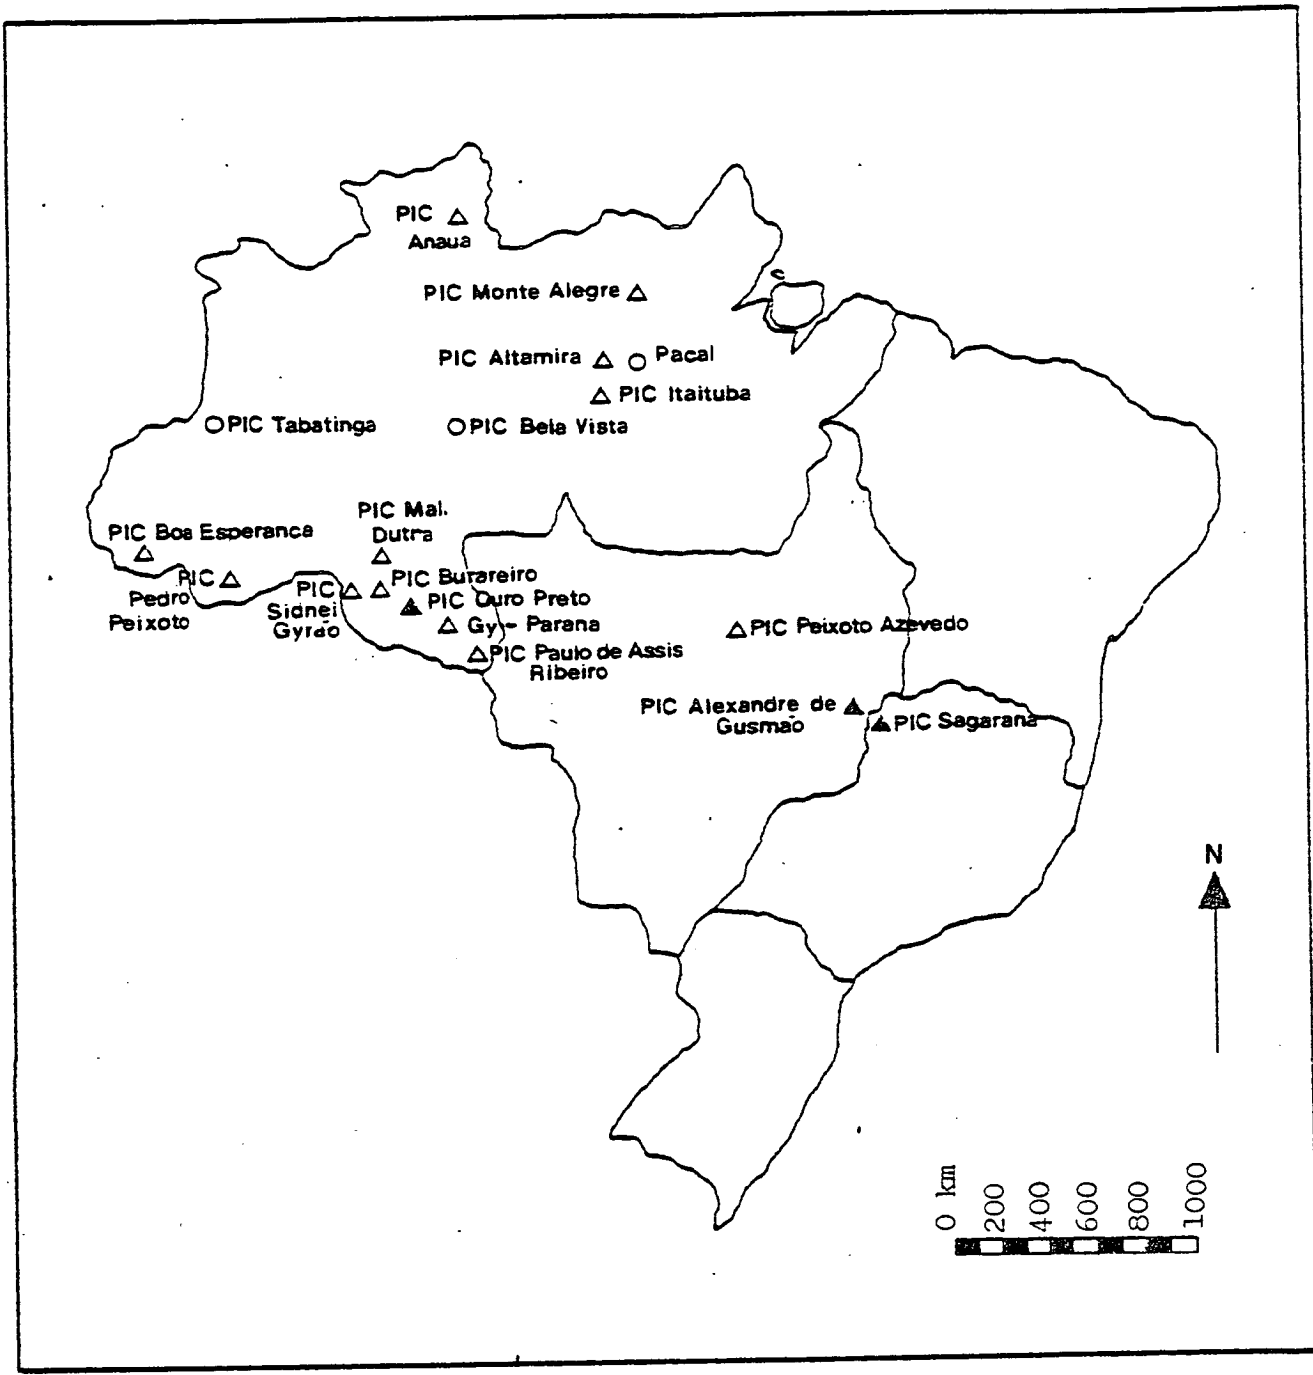 PIC
Anaua
PIC Monte Alegre
PIC Altamira
Pacal
PIC Itaituba
PIC Tabatinga
PIC Bela Vista
PIC Mal.
Dutra
PIC Boa Esperanca
PIC
Pedro
Peixoto
PIC
Sidnei
Gyrão
PIC Burareiro
PIC Ouro Preto
Gy-Parana
PIC Paulo de Assis
Ribeiro
PIC Peixoto Azevedo
PIC Alexandre de
Gusmão
PIC Sagarana
N
0 km
200
400
600
800
1000